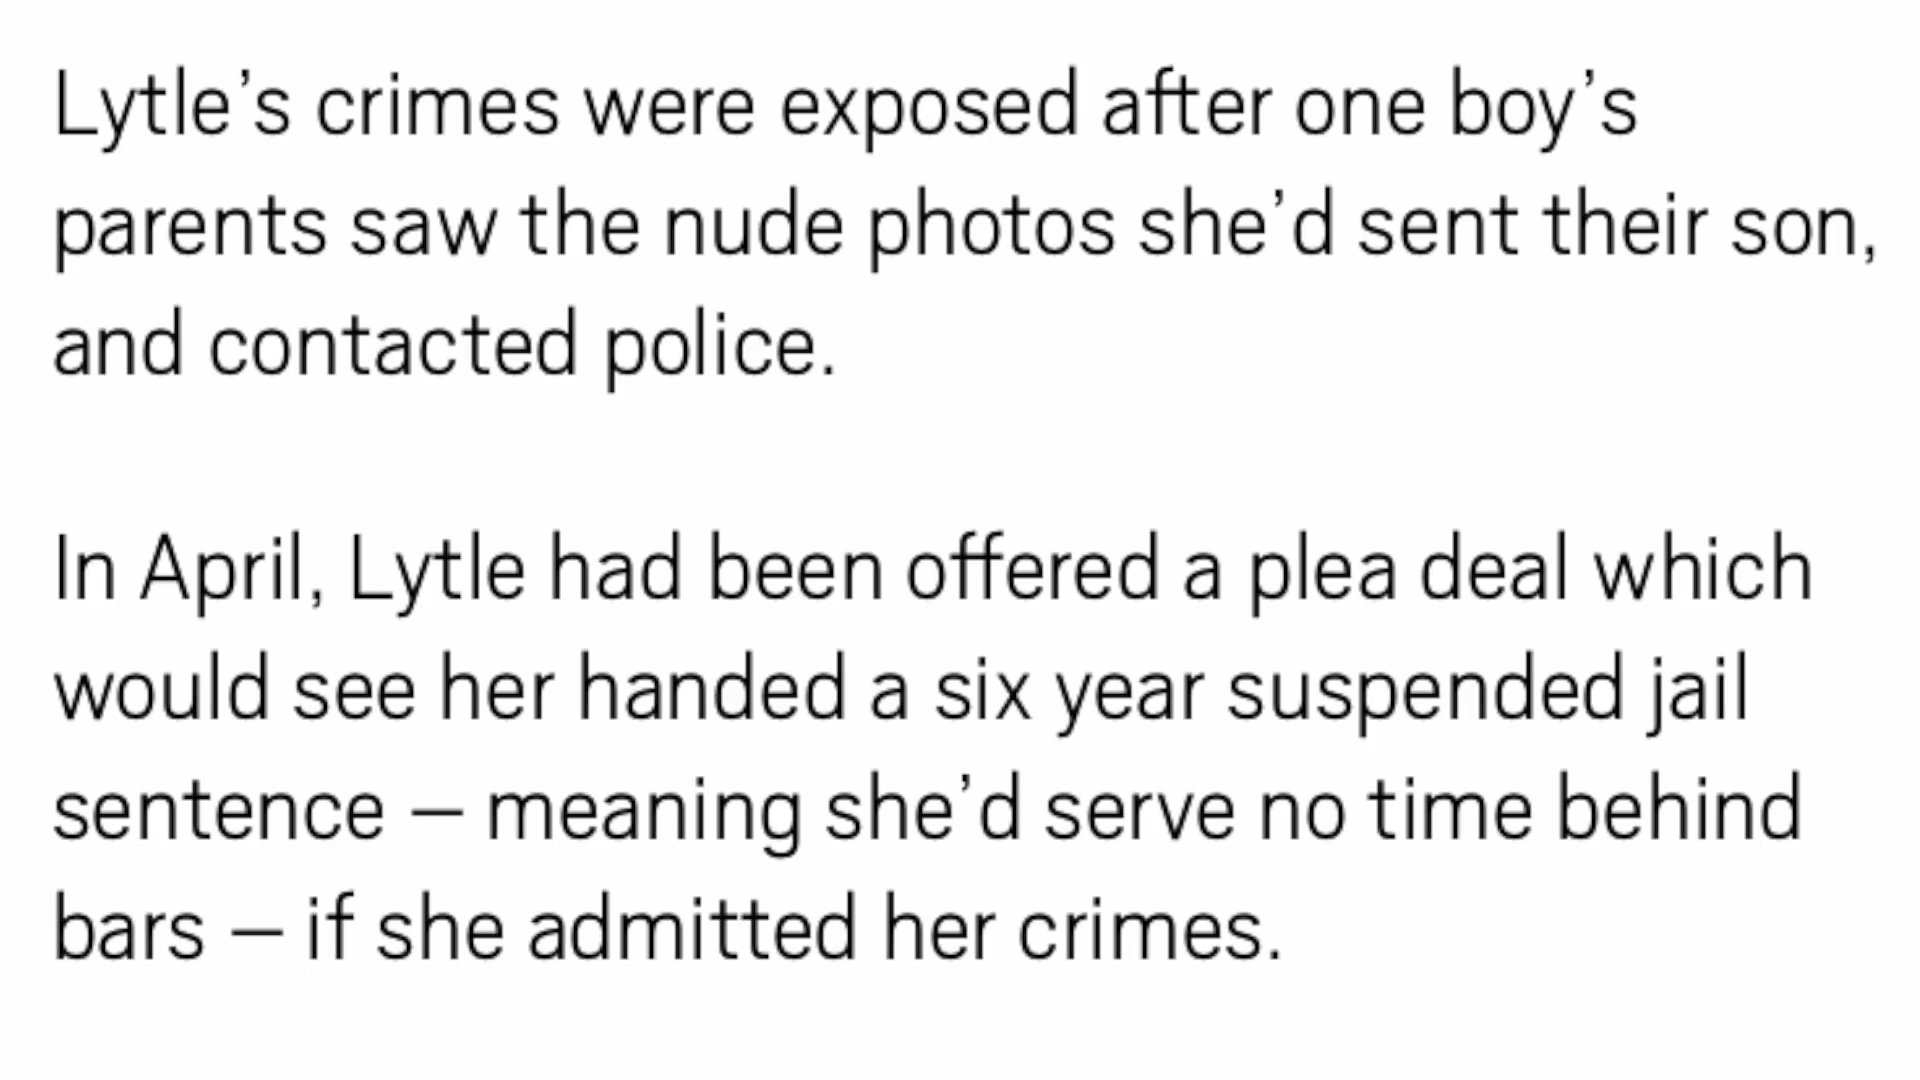 Lytle’s crimes were exposed after one boy’s
parents saw the nude photos she’d sent their son,
and contacted police.
In April, Lytle had been offered a plea deal which
would see her handed a six year suspended jail
sentence – meaning she’d serve no time behind
bars – if she admitted her crimes.